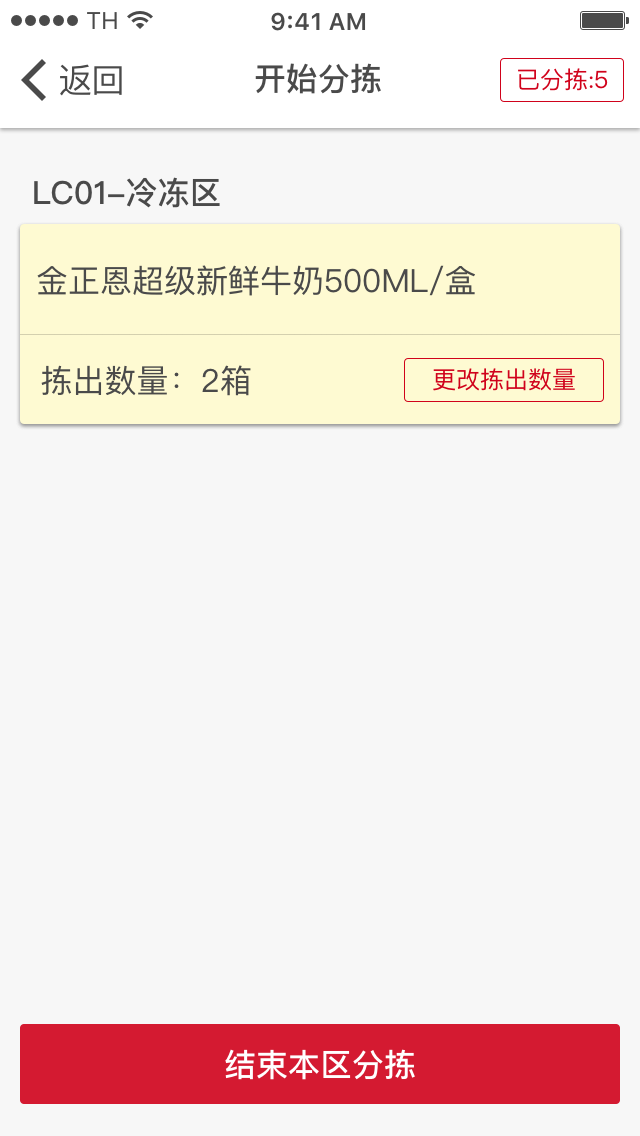 TH 9:41 AM
返回 开始分拣 已分拣:5
LC01-冷冻区
金正恩超级新鲜牛奶500ML/盒
拣出数量：2箱 更改拣出数量
结束本区分拣